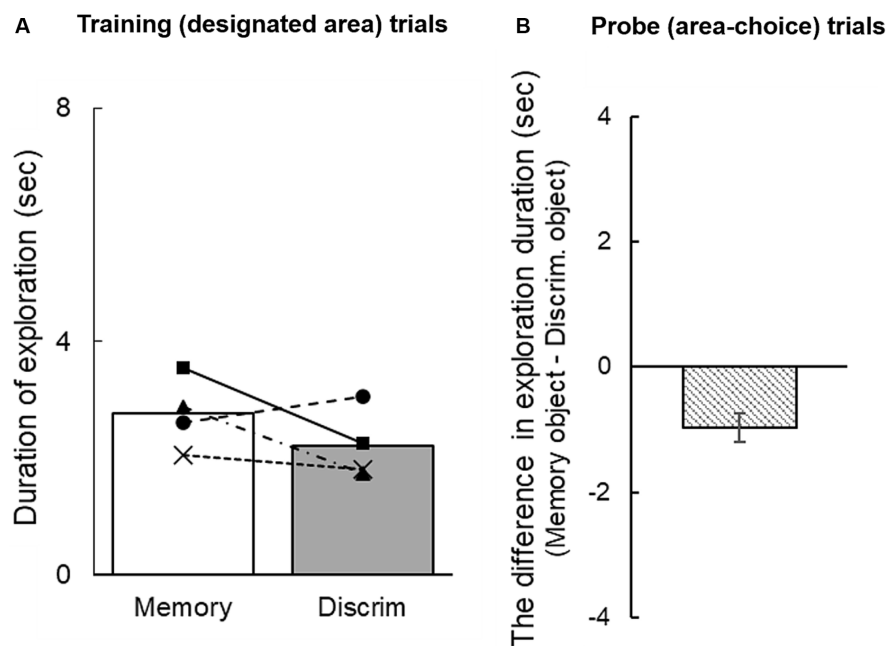 A Training (designated area) trials
8
4
0
Duration of exploration (sec)
Memory Discrim
B Probe (area-choice) trials
The difference in exploration duration (sec)
(Memory object - Discrim. object)
4
2
0
-2
-4